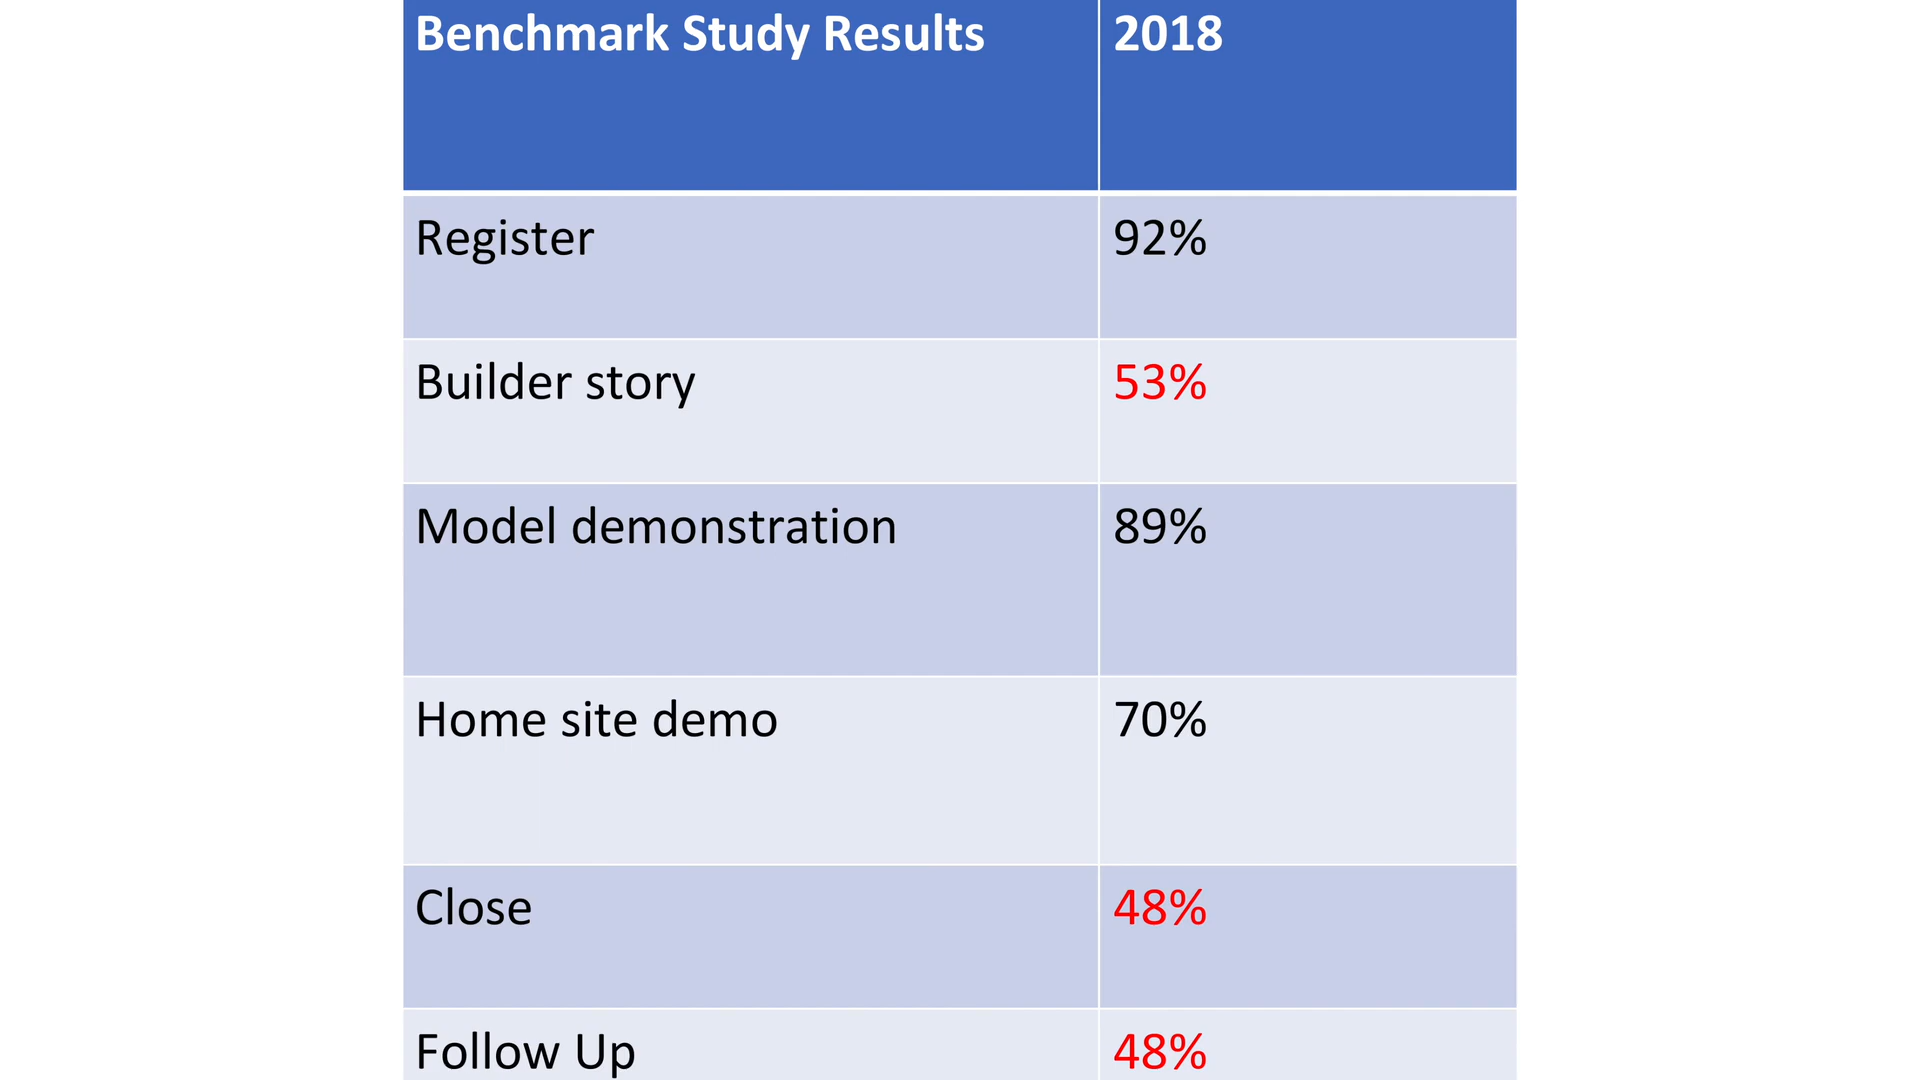 Benchmark Study Results 2018
Register 92%
Builder story 53%
Model demonstration 89%
Home site demo 70%
Close 48%
Follow Up 48%